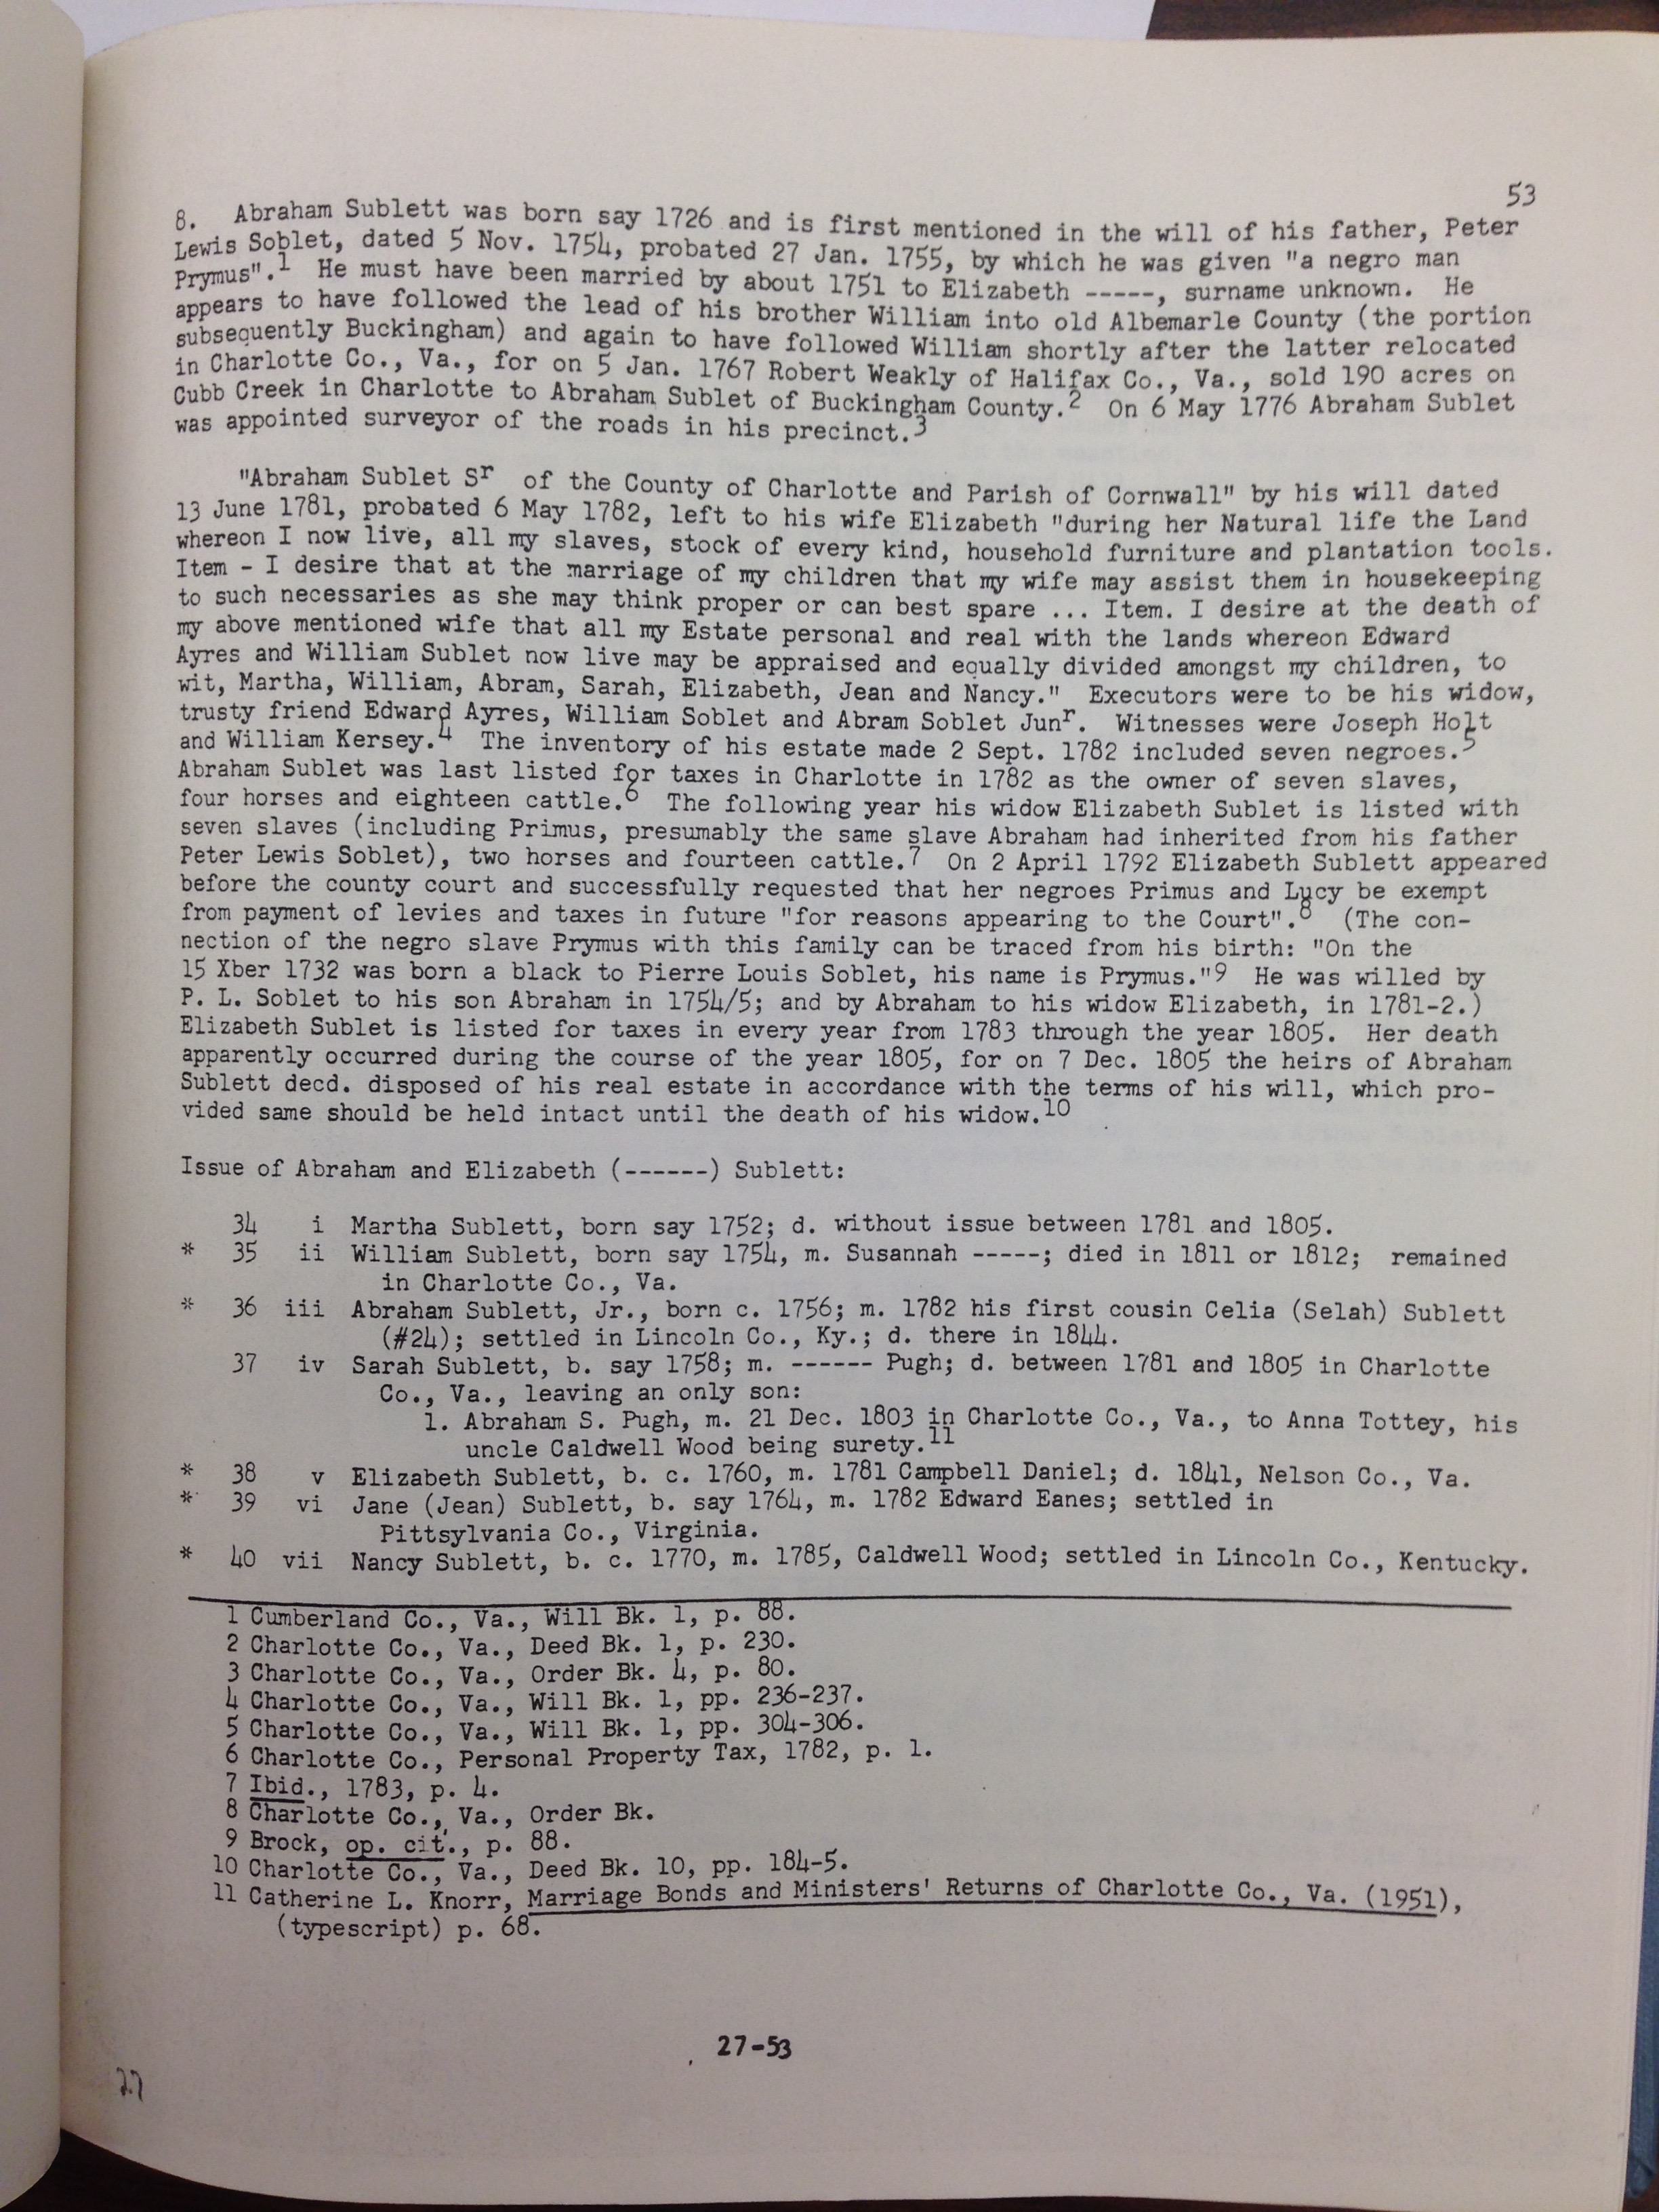 53
8.   Abraham Sublett was born say 1726 and is first mentioned in the will of his father, Peter
Lewis Soblet, dated 5 Nov. 1754, probated 27 Jan. 1755, by which he was given "a negro man
Prymus".1  He must have been married by about 1751 to Elizabeth -----, surname unknown.  He
appears to have followed the lead of his brother William into old Albemarle County (the portion
subsequently Buckingham) and again to have followed William shortly after the latter relocated
in Charlotte Co., Va., for on 5 Jan. 1767 Robert Weakly of Halifax Co., Va., sold 190 acres on
Cubb Creek in Charlotte to Abraham Sublet of Buckingham County.2  On 6 May 1776 Abraham Sublet
was appointed surveyor of the roads in his precinct.3
"Abraham Sublet Sr  of the County of Charlotte and Parish of Cornwall" by his will dated
13 June 1781, probated 6 May 1782, left to his wife Elizabeth "during her Natural life the Land
whereon I now live, all my slaves, stock of every kind, household furniture and plantation tools.
Item - I desire that at the marriage of my children that my wife may assist them in housekeeping
to such necessaries as she may think proper or can best spare ... Item. I desire at the death of
my above mentioned wife that all my Estate personal and real with the lands whereon Edward
Ayres and William Sublet now live may be appraised and equally divided amongst my children, to
wit, Martha, William, Abram, Sarah, Elizabeth, Jean and Nancy."  Executors were to be his widow,
trusty friend Edward Ayres, William Soblet and Abram Soblet Junr.  Witnesses were Joseph Holt
and William Kersey.4  The inventory of his estate made 2 Sept. 1782 included seven negroes.5
Abraham Sublet was last listed for taxes in Charlotte in 1782 as the owner of seven slaves,
four horses and eighteen cattle.6  The following year his widow Elizabeth Sublet is listed with
seven slaves (including Primus, presumably the same slave Abraham had inherited from his father
Peter Lewis Soblet), two horses and fourteen cattle.7  On 2 April 1792 Elizabeth Sublett appeared
before the county court and successfully requested that her negroes Primus and Lucy be exempt
from payment of levies and taxes in future "for reasons appearing to the Court".8  (The con-
nection of the negro slave Prymus with this family can be traced from his birth: "On the
15 Xber 1732 was born a black to Pierre Louis Soblet, his name is Prymus."9  He was willed by
P. L. Soblet to his son Abraham in 1754/5; and by Abraham to his widow Elizabeth, in 1781-2.)
Elizabeth Sublet is listed for taxes in every year from 1783 through the year 1805.  Her death
apparently occurred during the course of the year 1805, for on 7 Dec. 1805 the heirs of Abraham
Sublett decd. disposed of his real estate in accordance with the terms of his will, which pro-
vided same should be held intact until the death of his widow.10
Issue of Abraham and Elizabeth (------) Sublett:
34    i  Martha Sublett, born say 1752; d. without issue between 1781 and 1805.
*  35   ii  William Sublett, born say 1754, m. Susannah -----; died in 1811 or 1812;  remained
in Charlotte Co., Va.
*  36  iii  Abraham Sublett, Jr., born c. 1756; m. 1782 his first cousin Celia (Selah) Sublett
(#24); settled in Lincoln Co., Ky.; d. there in 1844.
37   iv  Sarah Sublett, b. say 1758; m. ------ Pugh; d. between 1781 and 1805 in Charlotte
Co., Va., leaving an only son:
1. Abraham S. Pugh, m. 21 Dec. 1803 in Charlotte Co., Va., to Anna Tottey, his
uncle Caldwell Wood being surety.11
*  38    v  Elizabeth Sublett, b. c. 1760, m. 1781 Campbell Daniel; d. 1841, Nelson Co., Va.
*  39   vi  Jane (Jean) Sublett, b. say 1764, m. 1782 Edward Eanes; settled in
Pittsylvania Co., Virginia.
*  40  vii  Nancy Sublett, b. c. 1770, m. 1785, Caldwell Wood; settled in Lincoln Co., Kentucky.
1 Cumberland Co., Va., Will Bk. 1, p. 88.
2 Charlotte Co., Va., Deed Bk. 1, p. 230.
3 Charlotte Co., Va., Order Bk. 4, p. 80.
4 Charlotte Co., Va., Will Bk. 1, pp. 236-237.
5 Charlotte Co., Va., Will Bk. 1, pp. 304-306.
6 Charlotte Co., Personal Property Tax, 1782, p. 1.
7 Ibid., 1783, p. 4.
8 Charlotte Co., Va., Order Bk.
9 Brock, op. cit., p. 88.
10 Charlotte Co., Va., Deed Bk. 10, pp. 184-5.
11 Catherine L. Knorr, Marriage Bonds and Ministers' Returns of Charlotte Co., Va. (1951),
(typescript) p. 68.
27-53
27